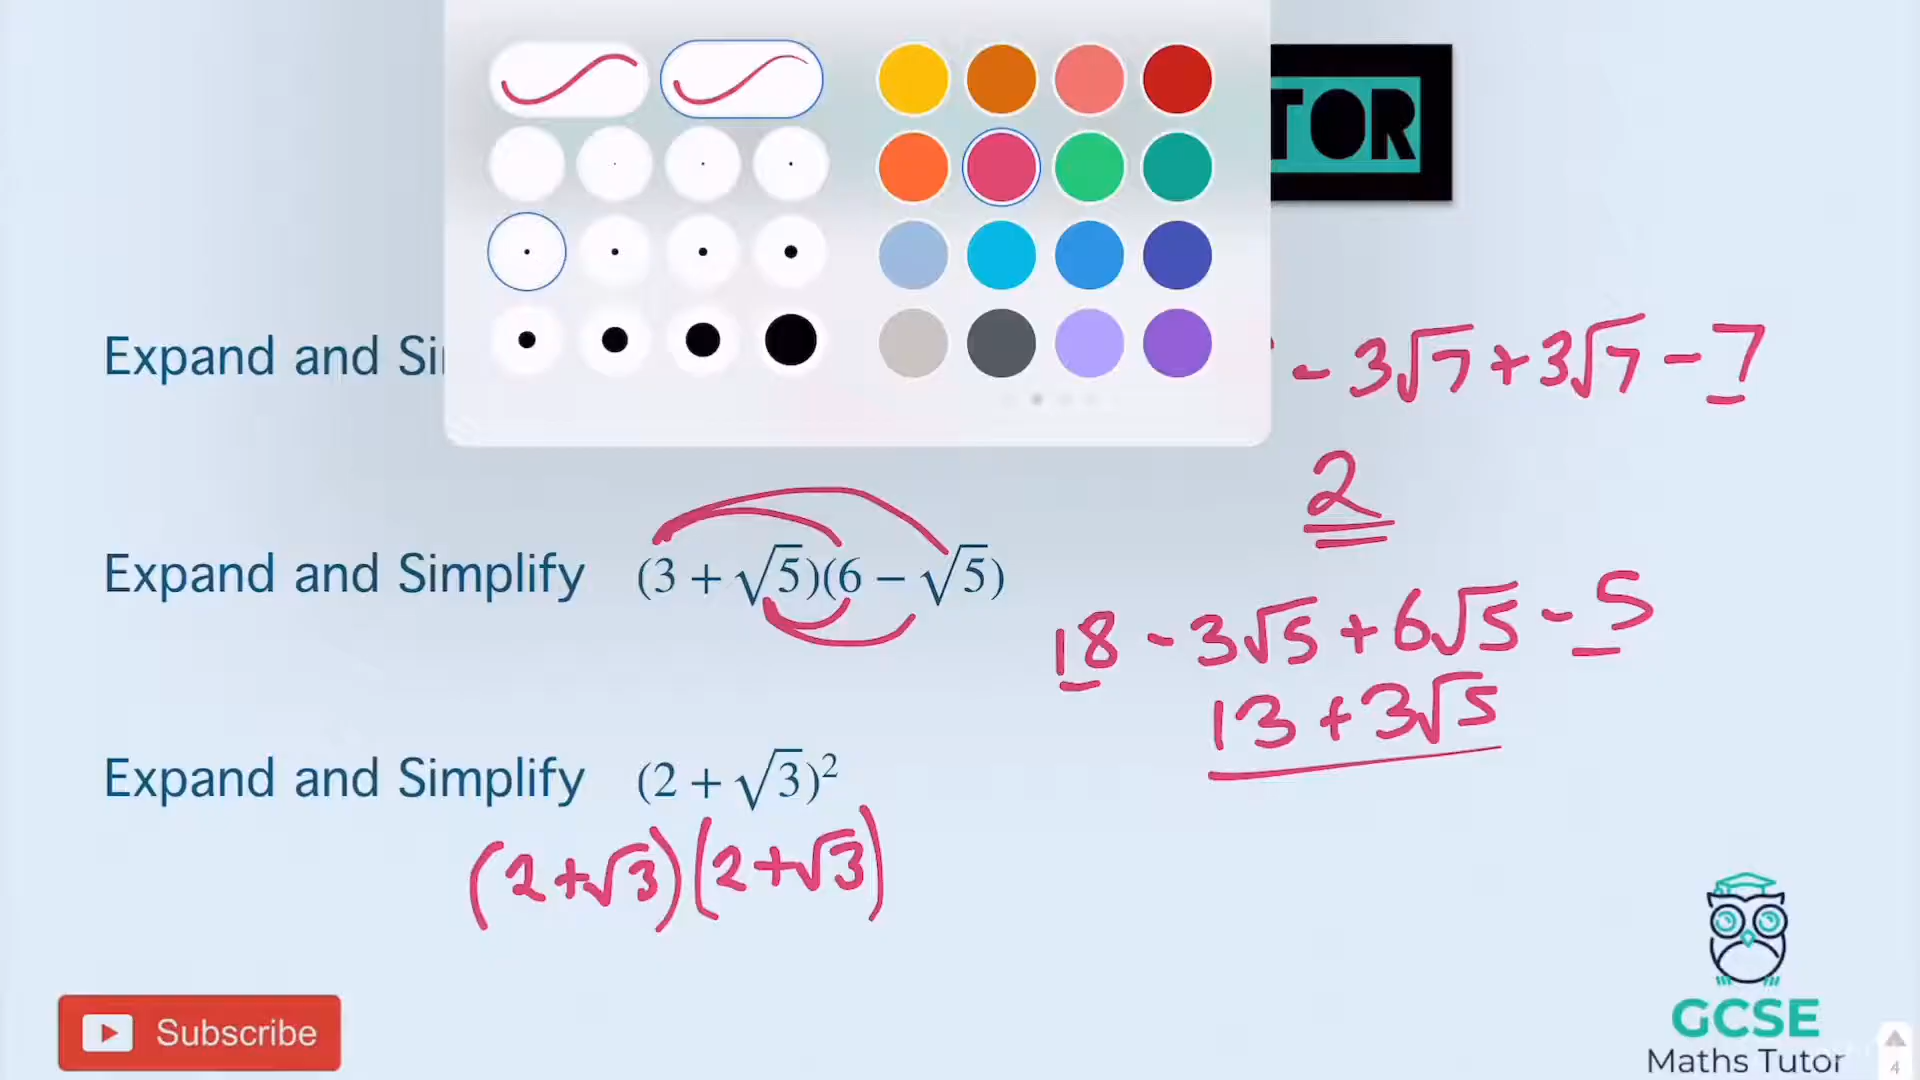 TOR
Expand and Si
- 3√7 + 3√7 - 7
2
Expand and Simplify (3 + √5)(6 − √5)
18 - 3√5 + 6√5 - 5
13 + 3√5
Expand and Simplify (2 + √3)²
(2+√3)(2+√3)
Subscribe
GCSE
Maths Tutor
4